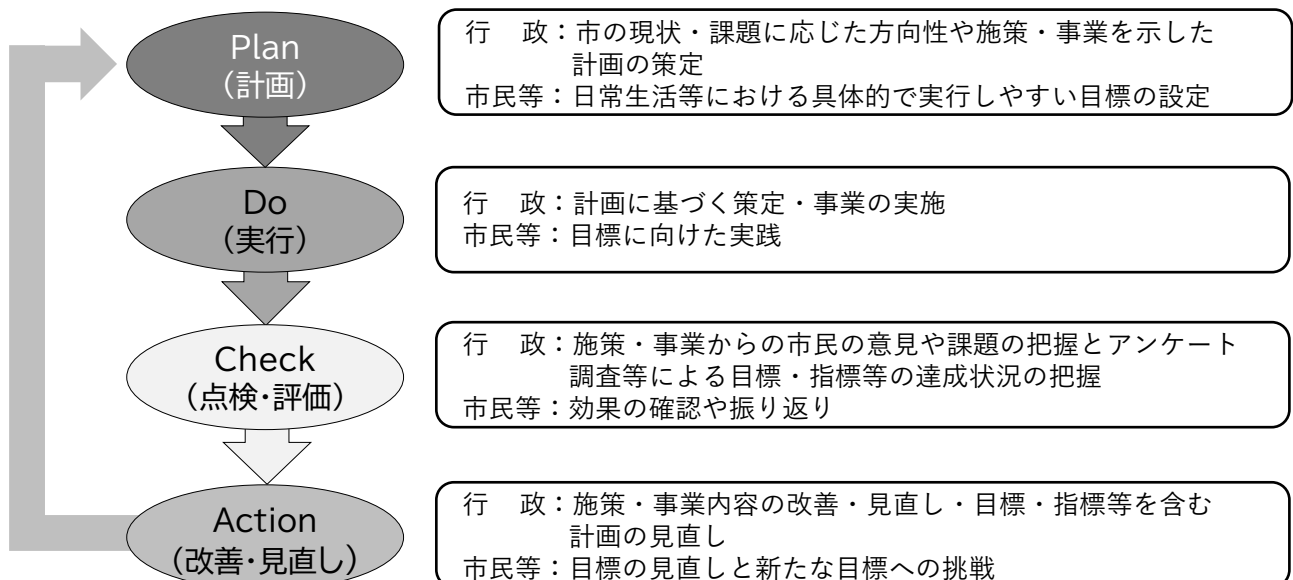 Plan
（計画）
行　政：市の現状・課題に応じた方向性や施策・事業を示した
計画の策定
市民等：日常生活等における具体的で実行しやすい目標の設定
Do
（実行）
行　政：計画に基づく策定・事業の実施
市民等：目標に向けた実践
Check
（点検・評価）
行　政：施策・事業からの市民の意見や課題の把握とアンケート
調査等による目標・指標等の達成状況の把握
市民等：効果の確認や振り返り
Action
（改善・見直し）
行　政：施策・事業内容の改善・見直し・目標・指標等を含む
計画の見直し
市民等：目標の見直しと新たな目標への挑戦